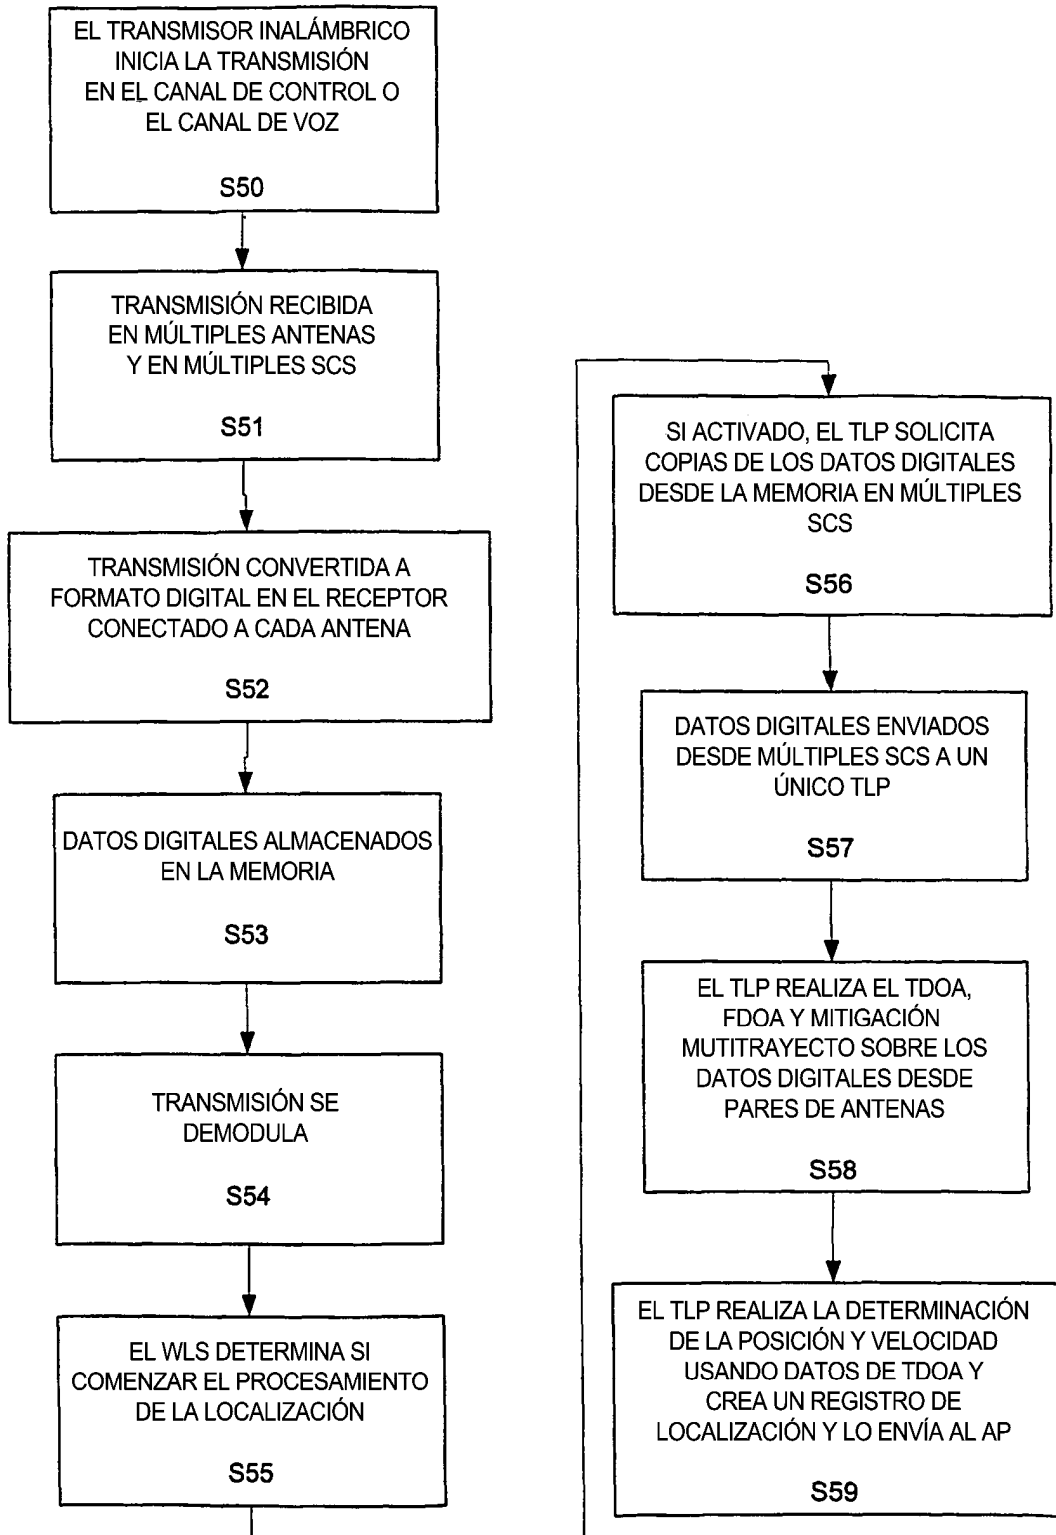 EL TRANSMISOR INALÁMBRICO
INICIA LA TRANSMISIÓN
EN EL CANAL DE CONTROL O
EL CANAL DE VOZ
S50
TRANSMISIÓN RECIBIDA
EN MÚLTIPLES ANTENAS
Y EN MÚLTIPLES SCS
S51
TRANSMISIÓN CONVERTIDA A
FORMATO DIGITAL EN EL RECEPTOR
CONECTADO A CADA ANTENA
S52
DATOS DIGITALES ALMACENADOS
EN LA MEMORIA
S53
TRANSMISIÓN SE
DEMODULA
S54
EL WLS DETERMINA SI
COMENZAR EL PROCESAMIENTO
DE LA LOCALIZACIÓN
S55
SI ACTIVADO, EL TLP SOLICITA
COPIAS DE LOS DATOS DIGITALES
DESDE LA MEMORIA EN MÚLTIPLES
SCS
S56
DATOS DIGITALES ENVIADOS
DESDE MÚLTIPLES SCS A UN
ÚNICO TLP
S57
EL TLP REALIZA EL TDOA,
FDOA Y MITIGACIÓN
MUTITRAYECTO SOBRE LOS
DATOS DIGITALES DESDE
PARES DE ANTENAS
S58
EL TLP REALIZA LA DETERMINACIÓN
DE LA POSICIÓN Y VELOCIDAD
USANDO DATOS DE TDOA Y
CREA UN REGISTRO DE
LOCALIZACIÓN Y LO ENVÍA AL AP
S59